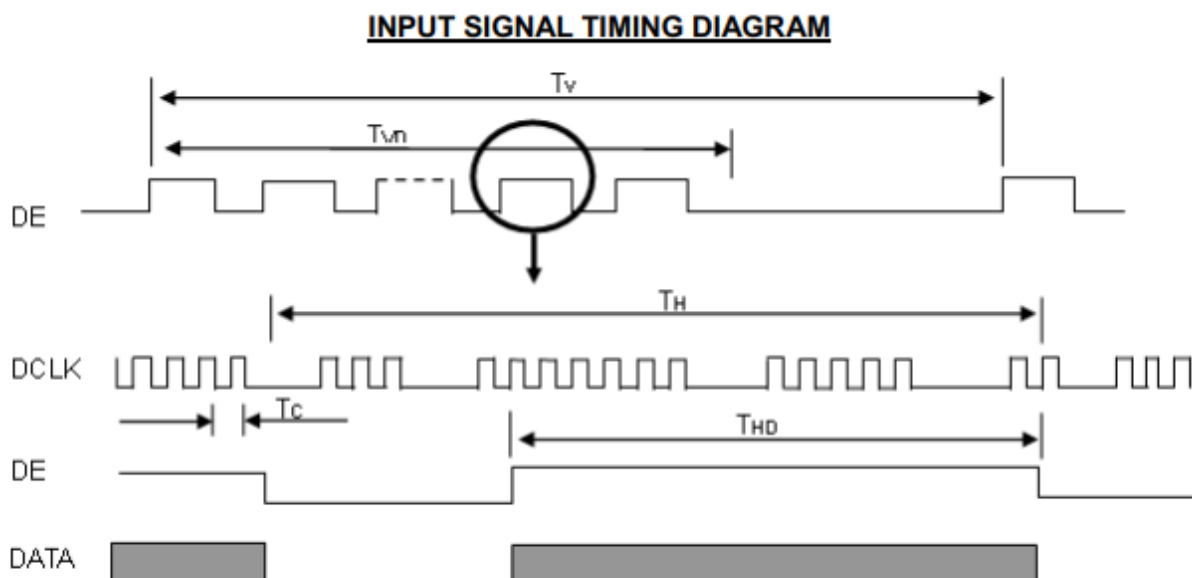 INPUT SIGNAL TIMING DIAGRAM
Tv
Tvn
DE
TH
DCLK
TC
THD
DE
DATA